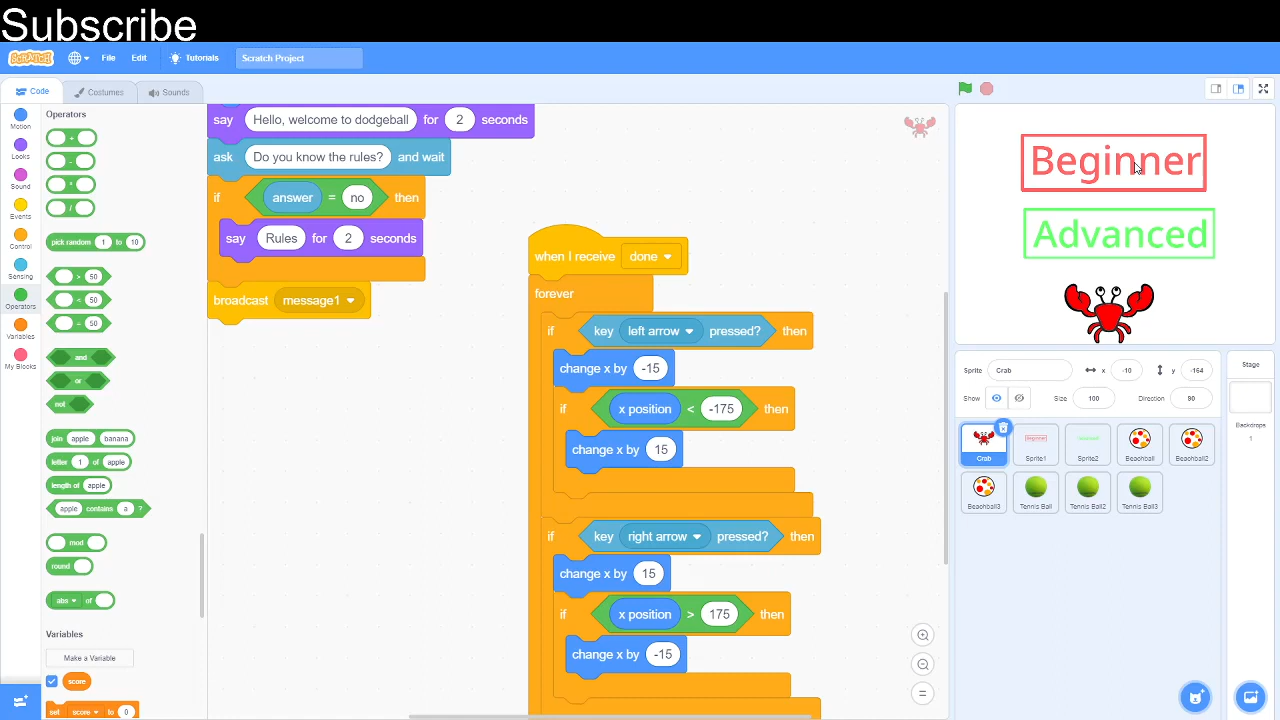 Subscribe
SCRATCH File Edit Tutorials Scratch Project
Code Costumes Sounds
Motion
Looks
Sound
Events
Control
Sensing
Operators
Variables
My Blocks
Operators
+
-
*
/
pick random 1 to 10
> 50
< 50
= 50
and
or
not
join apple banana
letter 1 of apple
length of apple
apple contains a ?
mod
round
abs of
Variables
Make a Variable
score
set score to 0
say Hello, welcome to dodgeball for 2 seconds
ask Do you know the rules? and wait
if answer = no then
say Rules for 2 seconds
broadcast message1
when I receive done
forever
if key left arrow pressed? then
change x by -15
if x position < -175 then
change x by 15
if key right arrow pressed? then
change x by 15
if x position > 175 then
change x by -15
Beginner
Advanced
Sprite Crab x -10 y -164
Show Size 100 Direction 90
Crab Sprite1 Sprite2 Beachball Beachball2
Beachball3 Tennis Ball Tennis Ball2 Tennis Ball3
Stage
Backdrops
1